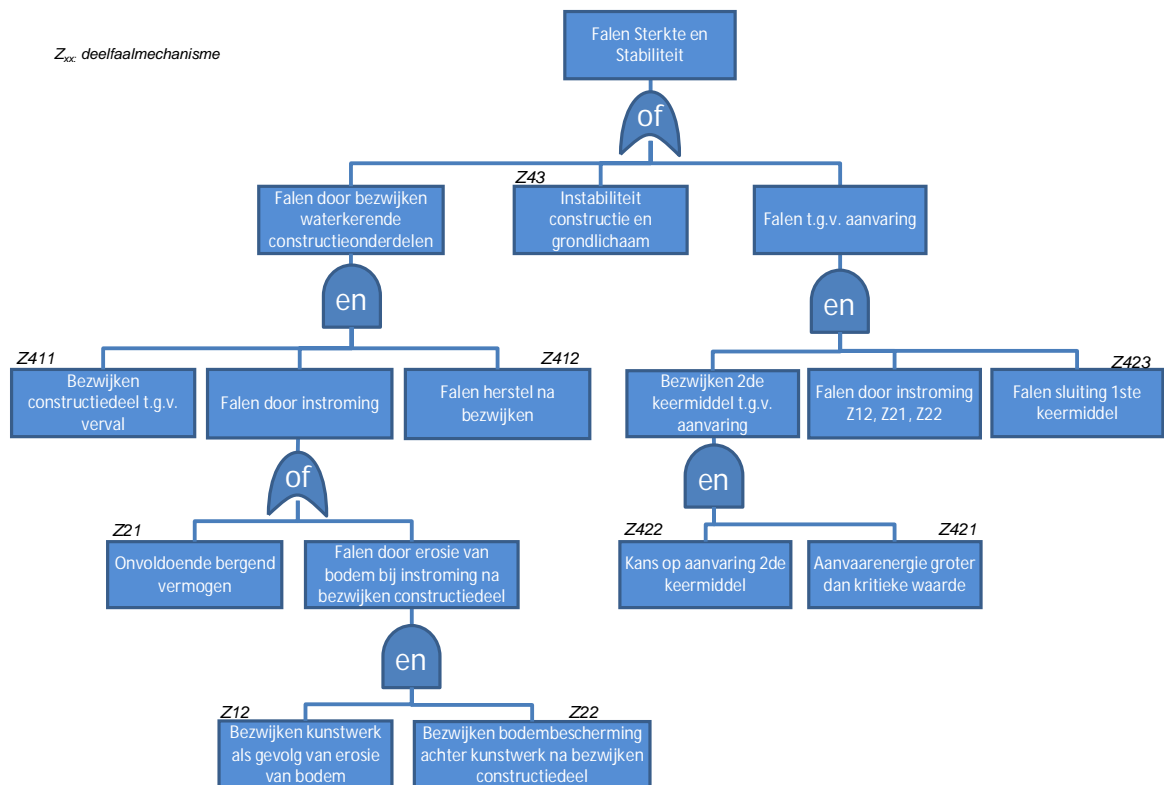 Z_xx: deelfaalmechanisme
Falen Sterkte en
Stabiliteit
of
Falen door bezwijken
waterkerende
constructieonderdelen
Z43
Instabiliteit
constructie en
grondlichaam
Falen t.g.v. aanvaring
en
en
Z411
Bezwijken
constructiedeel t.g.v.
verval
Falen door instroming
Z412
Falen herstel na
bezwijken
Bezwijken 2de
keermiddel t.g.v.
aanvaring
Falen door instroming
Z12, Z21, Z22
Z423
Falen sluiting 1ste
keermiddel
of
en
Z21
Onvoldoende bergend
vermogen
Falen door erosie van
bodem bij instroming na
bezwijken constructiedeel
Z422
Kans op aanvaring 2de
keermiddel
Z421
Aanvaarenergie groter
dan kritieke waarde
en
Z12
Bezwijken kunstwerk
als gevolg van erosie
van bodem
Z22
Bezwijken bodembescherming
achter kunstwerk na bezwijken
constructiedeel